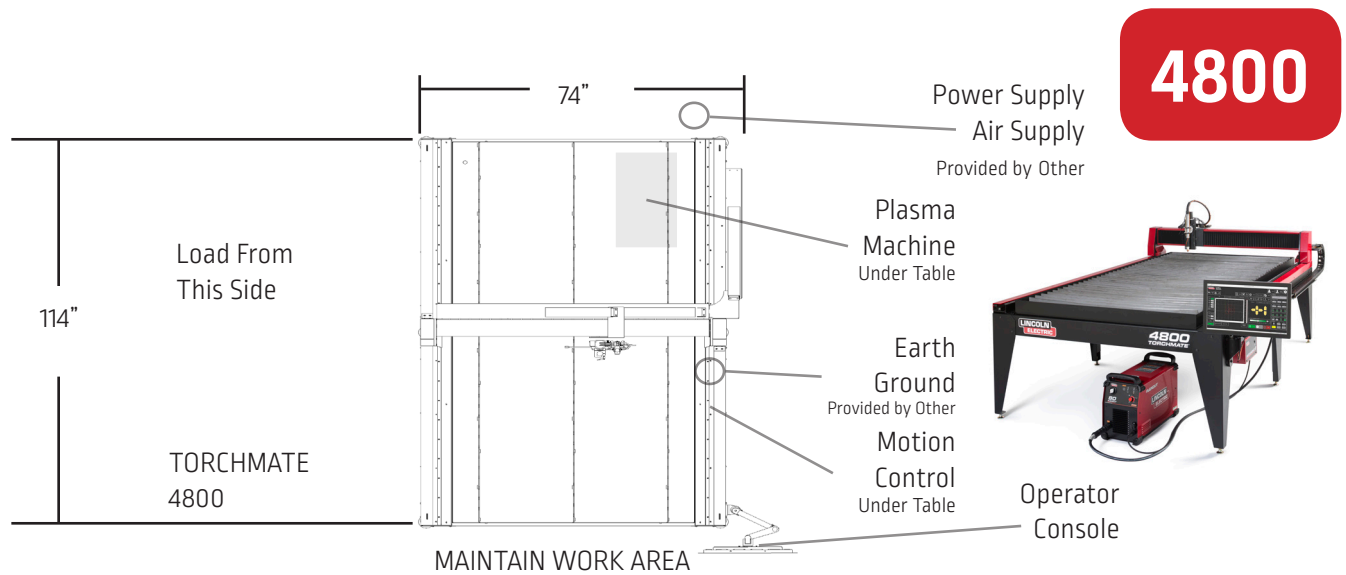 4800
74”
Power Supply
Air Supply
Provided by Other
Plasma
Machine
Under Table
Load From
This Side
114”
Earth
Ground
Provided by Other
Motion
Control
Under Table
TORCHMATE
4800
Operator
Console
MAINTAIN WORK AREA
LINCOLN
ELECTRIC
4800
TORCHMATE
LINCOLN
ELECTRIC